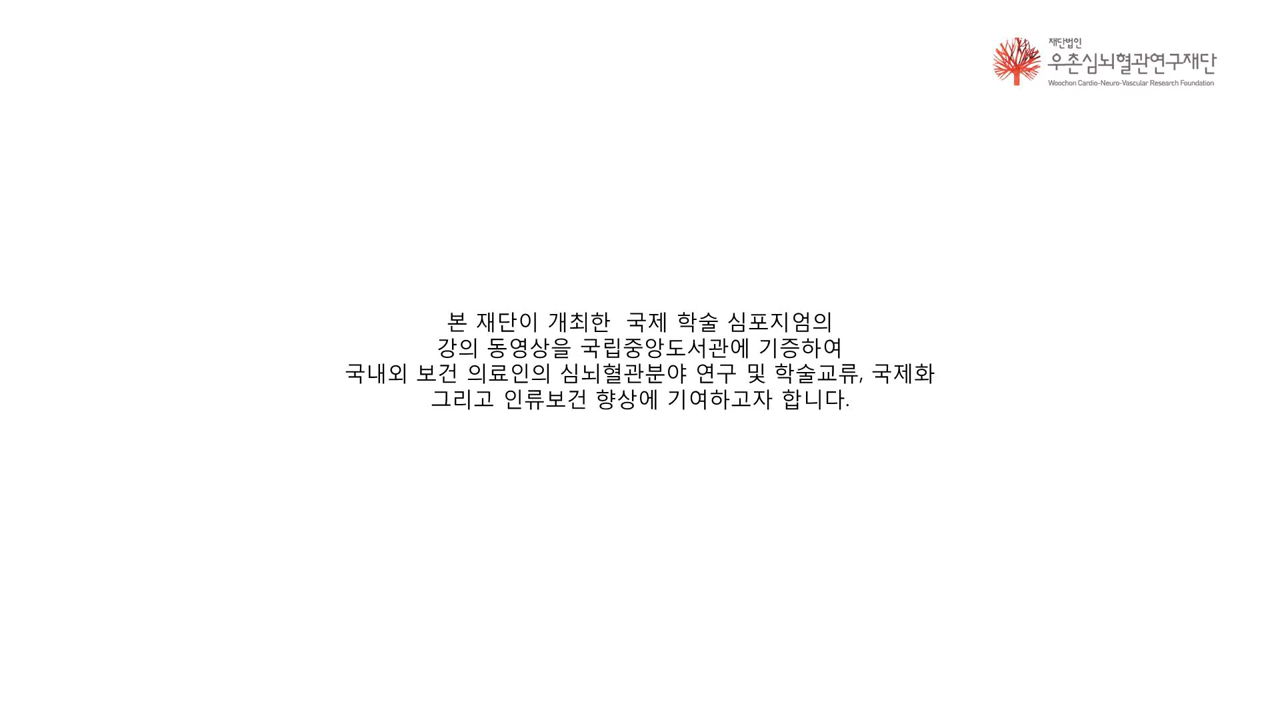 재단법인
우촌심뇌혈관연구재단
Woochon Cardio-Neuro-Vascular Research Foundation
본 재단이 개최한 국제 학술 심포지엄의
강의 동영상을 국립중앙도서관에 기증하여
국내외 보건 의료인의 심뇌혈관분야 연구 및 학술교류, 국제화
그리고 인류보건 향상에 기여하고자 합니다.